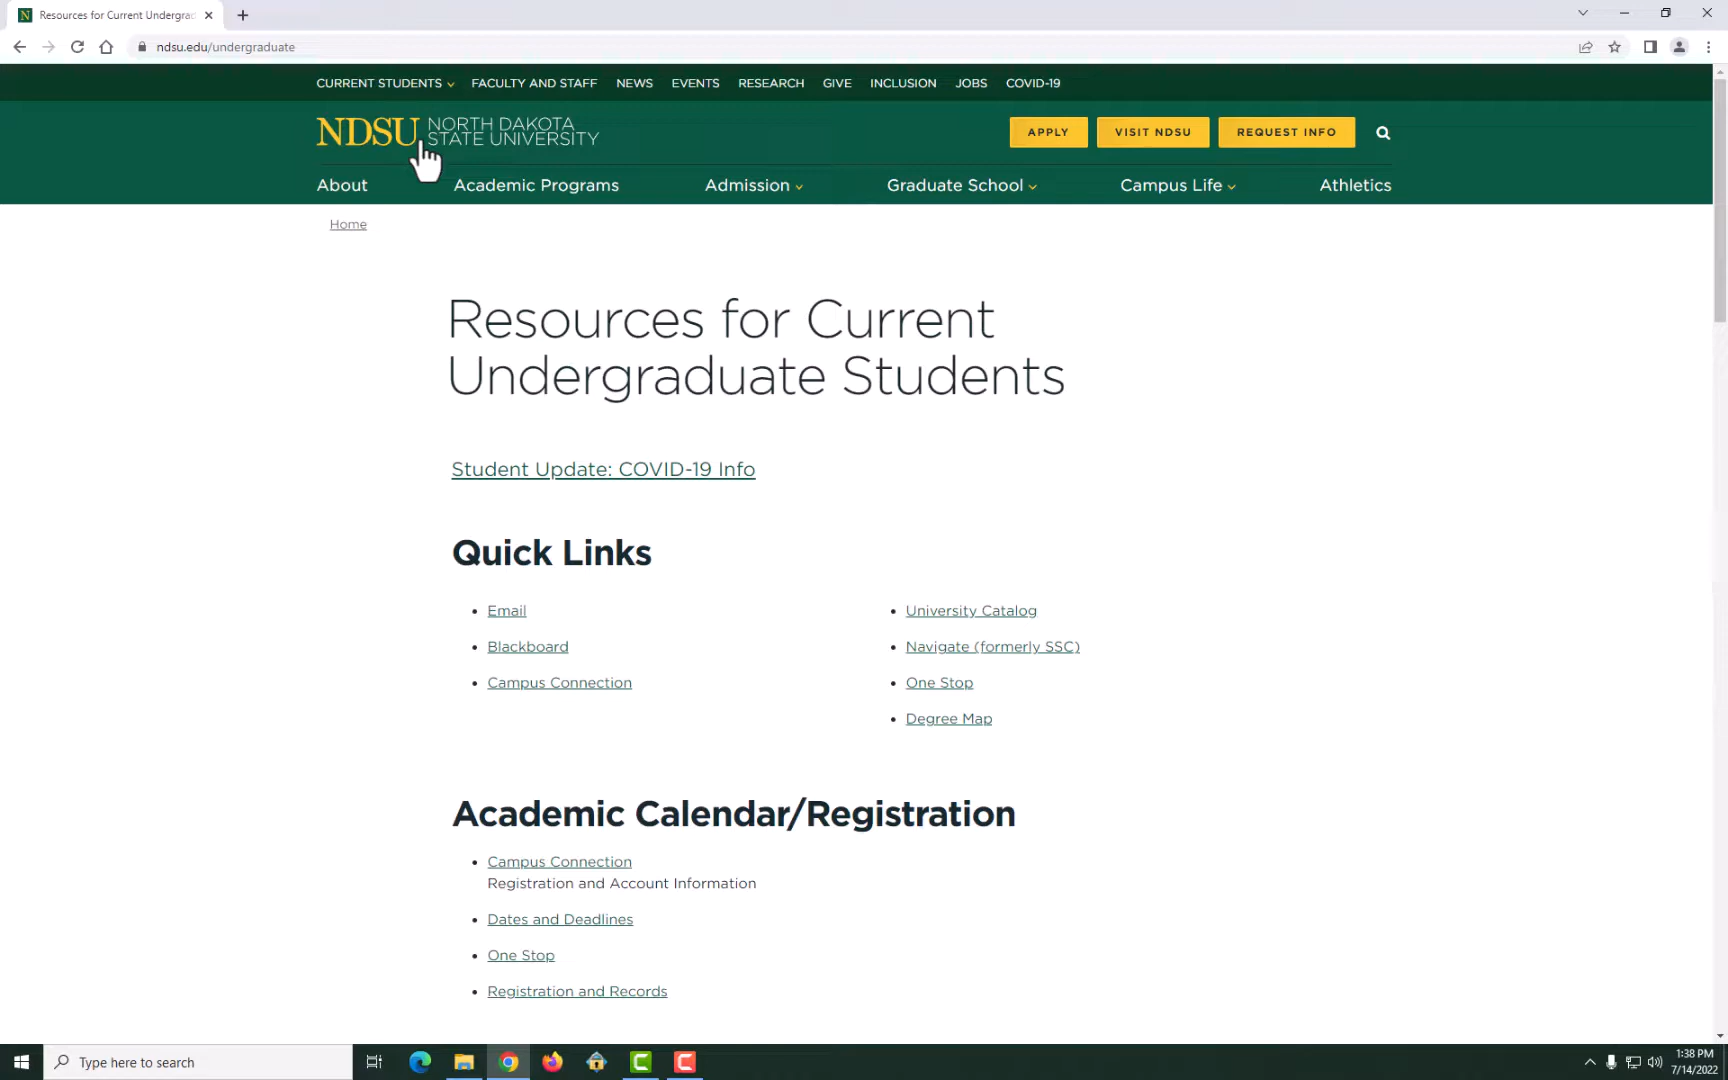 Resources for Current Undergrad
ndsu.edu/undergraduate
CURRENT STUDENTS FACULTY AND STAFF NEWS EVENTS RESEARCH GIVE INCLUSION JOBS COVID-19
NDSU NORTH DAKOTA
STATE UNIVERSITY
APPLY VISIT NDSU REQUEST INFO
About Academic Programs Admission Graduate School Campus Life Athletics
Home
Resources for Current
Undergraduate Students
Student Update: COVID-19 Info
Quick Links
• Email
• Blackboard
• Campus Connection
• University Catalog
• Navigate (formerly SSC)
• One Stop
• Degree Map
Academic Calendar/Registration
• Campus Connection
Registration and Account Information
• Dates and Deadlines
• One Stop
• Registration and Records
Type here to search
1:38 PM
7/14/2022